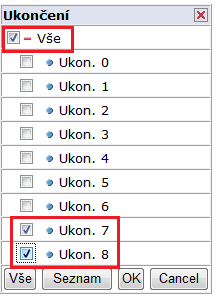 Ukončení
Vše
Ukon. 0
Ukon. 1
Ukon. 2
Ukon. 3
Ukon. 4
Ukon. 5
Ukon. 6
Ukon. 7
Ukon. 8
Vše Seznam OK Cancel